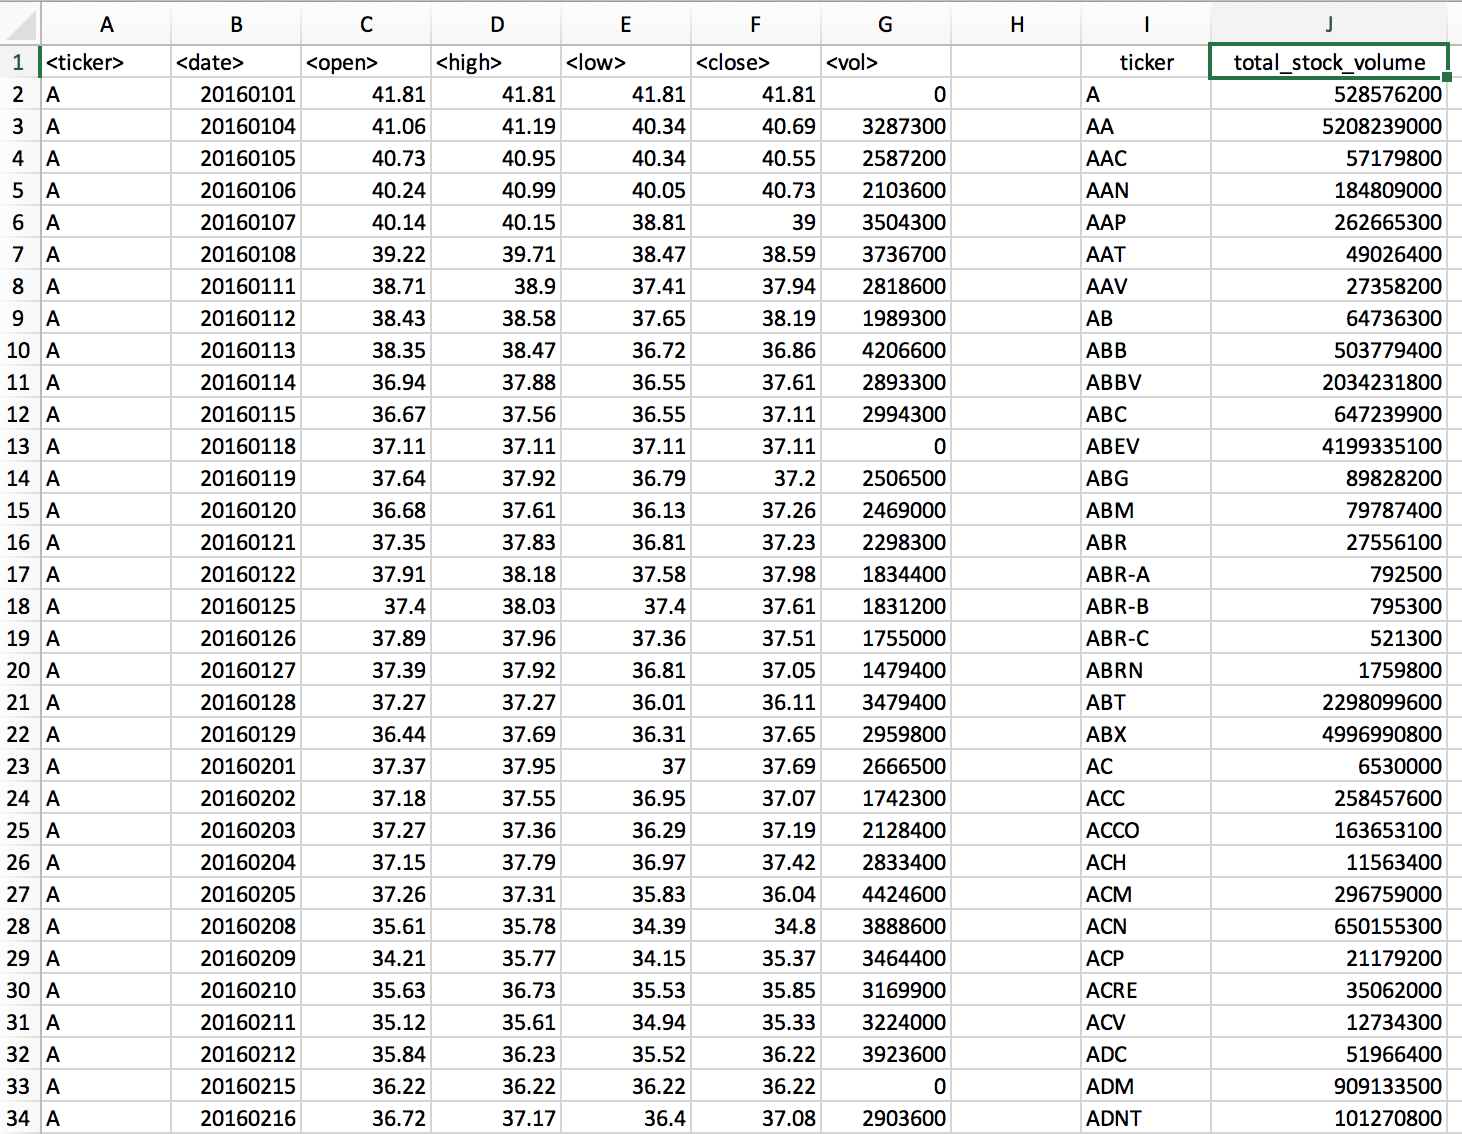 A B C D E F G H I J
1 <ticker> <date> <open> <high> <low> <close> <vol> ticker total_stock_volume
2 A 20160101 41.81 41.81 41.81 41.81 0 A 528576200
3 A 20160104 41.06 41.19 40.34 40.69 3287300 AA 5208239000
4 A 20160105 40.73 40.95 40.34 40.55 2587200 AAC 57179800
5 A 20160106 40.24 40.99 40.05 40.73 2103600 AAN 184809000
6 A 20160107 40.14 40.15 38.81 39 3504300 AAP 262665300
7 A 20160108 39.22 39.71 38.47 38.59 3736700 AAT 49026400
8 A 20160111 38.71 38.9 37.41 37.94 2818600 AAV 27358200
9 A 20160112 38.43 38.58 37.65 38.19 1989300 AB 64736300
10 A 20160113 38.35 38.47 36.72 36.86 4206600 ABB 503779400
11 A 20160114 36.94 37.88 36.55 37.61 2893300 ABBV 2034231800
12 A 20160115 36.67 37.56 36.55 37.11 2994300 ABC 647239900
13 A 20160118 37.11 37.11 37.11 37.11 0 ABEV 4199335100
14 A 20160119 37.64 37.92 36.79 37.2 2506500 ABG 89828200
15 A 20160120 36.68 37.61 36.13 37.26 2469000 ABM 79787400
16 A 20160121 37.35 37.83 36.81 37.23 2298300 ABR 27556100
17 A 20160122 37.91 38.18 37.58 37.98 1834400 ABR-A 792500
18 A 20160125 37.4 38.03 37.4 37.61 1831200 ABR-B 795300
19 A 20160126 37.89 37.96 37.36 37.51 1755000 ABR-C 521300
20 A 20160127 37.39 37.92 36.81 37.05 1479400 ABRN 1759800
21 A 20160128 37.27 37.27 36.01 36.11 3479400 ABT 2298099600
22 A 20160129 36.44 37.69 36.31 37.65 2959800 ABX 4996990800
23 A 20160201 37.37 37.95 37 37.69 2666500 AC 6530000
24 A 20160202 37.18 37.55 36.95 37.07 1742300 ACC 258457600
25 A 20160203 37.27 37.36 36.29 37.19 2128400 ACCO 163653100
26 A 20160204 37.15 37.79 36.97 37.42 2833400 ACH 11563400
27 A 20160205 37.26 37.31 35.83 36.04 4424600 ACM 296759000
28 A 20160208 35.61 35.78 34.39 34.8 3888600 ACN 650155300
29 A 20160209 34.21 35.77 34.15 35.37 3464400 ACP 21179200
30 A 20160210 35.63 36.73 35.53 35.85 3169900 ACRE 35062000
31 A 20160211 35.12 35.61 34.94 35.33 3224000 ACV 12734300
32 A 20160212 35.84 36.23 35.52 36.22 3923600 ADC 51966400
33 A 20160215 36.22 36.22 36.22 36.22 0 ADM 909133500
34 A 20160216 36.72 37.17 36.4 37.08 2903600 ADNT 101270800